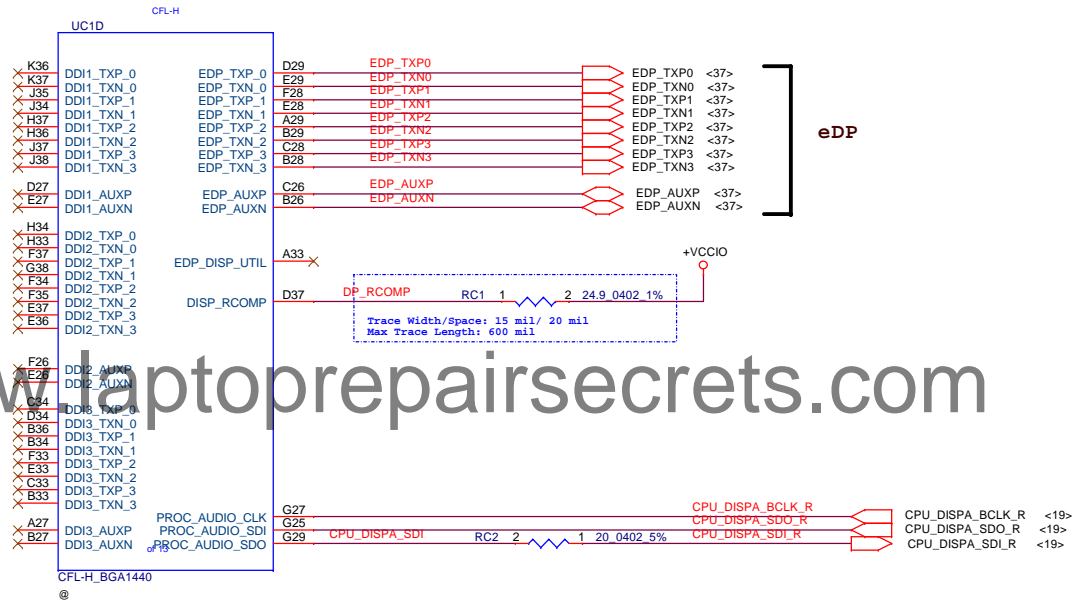 CFL-H
UC1D
K36 DDI1_TXP_0 EDP_TXP_0 D29 EDP_TXP0 EDP_TXP0 <37>
K37 DDI1_TXN_0 EDP_TXN_0 E29 EDP_TXN0 EDP_TXN0 <37>
J35 DDI1_TXP_1 EDP_TXP_1 F28 EDP_TXP1 EDP_TXP1 <37>
J34 DDI1_TXN_1 EDP_TXN_1 E28 EDP_TXN1 EDP_TXN1 <37>
H37 DDI1_TXP_2 EDP_TXP_2 A29 EDP_TXP2 EDP_TXP2 <37>
H36 DDI1_TXN_2 EDP_TXN_2 B29 EDP_TXN2 EDP_TXN2 <37>
J37 DDI1_TXP_3 EDP_TXP_3 C28 EDP_TXP3 EDP_TXP3 <37>
J38 DDI1_TXN_3 EDP_TXN_3 B28 EDP_TXN3 EDP_TXN3 <37>
eDP
D27 DDI1_AUXP EDP_AUXP C26 EDP_AUXP EDP_AUXP <37>
E27 DDI1_AUXN EDP_AUXN B26 EDP_AUXN EDP_AUXN <37>
H34 DDI2_TXP_0
H33 DDI2_TXN_0
F37 DDI2_TXP_1 EDP_DISP_UTIL A33 +VCCIO
G38 DDI2_TXN_1
F34 DDI2_TXP_2
F35 DDI2_TXN_2 DISP_RCOMP D37 DP_RCOMP RC1 1 2 24.9_0402_1%
E37 DDI2_TXP_3
E36 DDI2_TXN_3
Trace Width/Space: 15 mil/ 20 mil
Max Trace Length: 600 mil
F26 DDI2_AUXP
E26 DDI2_AUXN
w.laptoprepairsecrets.com
C34 DDI3_TXP_0
D34 DDI3_TXN_0
B36 DDI3_TXP_1
B34 DDI3_TXN_1
F33 DDI3_TXP_2
E33 DDI3_TXN_2
C33 DDI3_TXP_3
B33 DDI3_TXN_3
PROC_AUDIO_CLK G27 CPU_DISPA_BCLK_R CPU_DISPA_BCLK_R <19>
A27 DDI3_AUXP PROC_AUDIO_SDI G25 CPU_DISPA_SDO_R CPU_DISPA_SDO_R <19>
B27 DDI3_AUXN PROC_AUDIO_SDO G29 CPU_DISPA_SDI RC2 2 1 20_0402_5% CPU_DISPA_SDI_R CPU_DISPA_SDI_R <19>
CFL-H_BGA1440
@